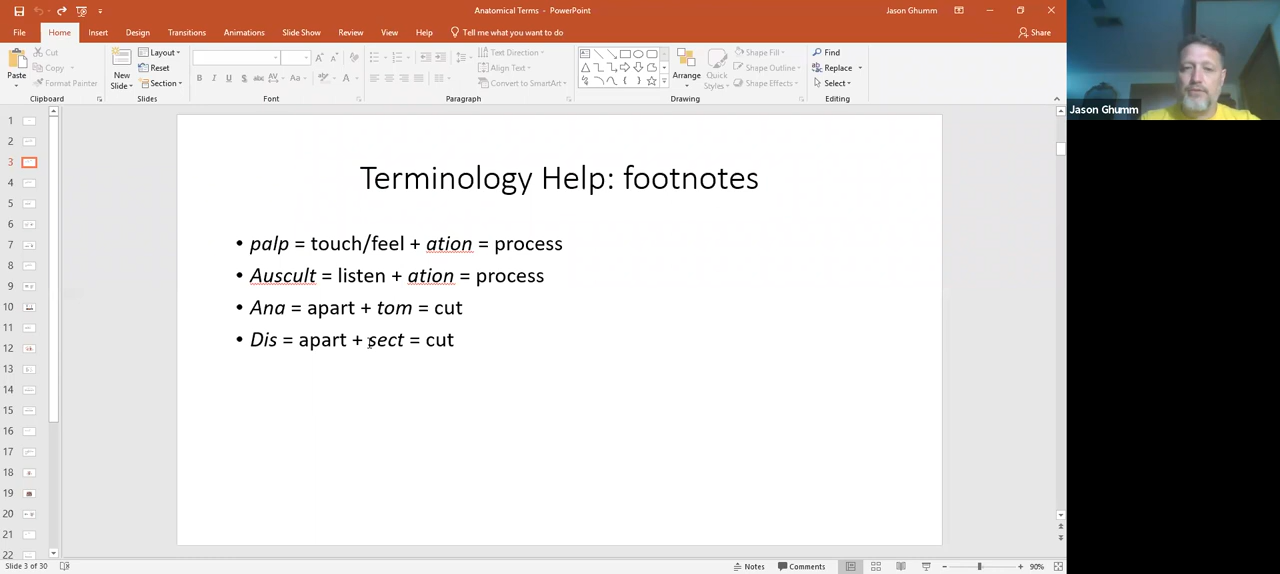 Anatomical Terms - PowerPoint
Jason Ghumm
File Home Insert Design Transitions Animations Slide Show Review View Help Tell me what you want to do Share
Paste
Cut
Copy
Format Painter
Clipboard
New
Slide
Layout
Reset
Section
Slides
B I U S abc AV Aa A
Font
Text Direction
Align Text
Convert to SmartArt
Paragraph
Arrange
Quick
Styles
Shape Fill
Shape Outline
Shape Effects
Drawing
Find
Replace
Select
Editing
1
2
3
4
5
6
7
8
9
10
11
12
13
14
15
16
17
18
19
20
21
22
Terminology Help: footnotes
• palp = touch/feel + ation = process
• Auscult = listen + ation = process
• Ana = apart + tom = cut
• Dis = apart + sect = cut
Slide 3 of 30
Notes
Comments
90%
Jason Ghumm